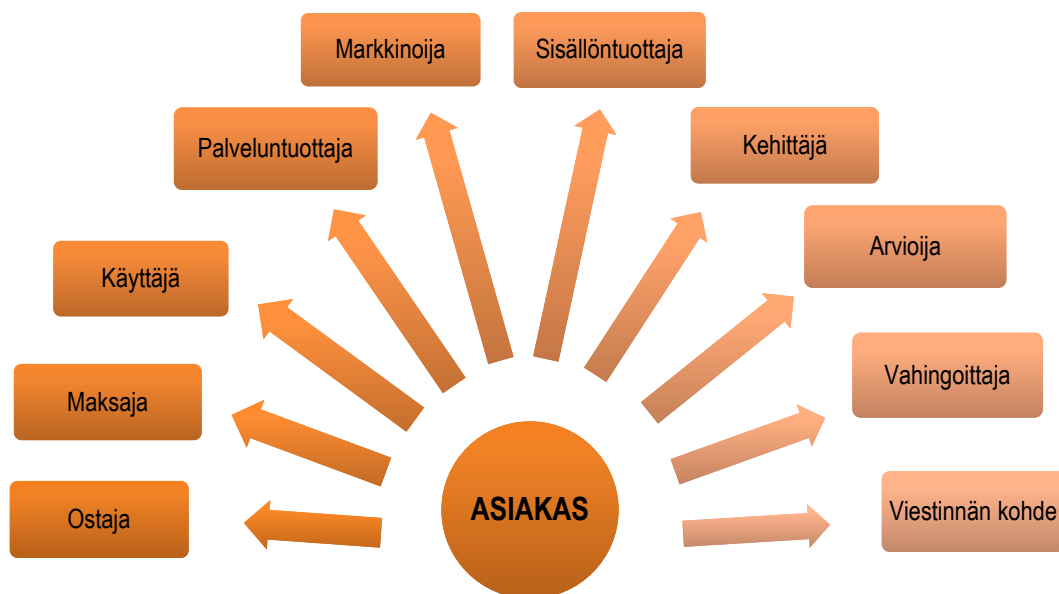 Markkinoija
Sisällöntuottaja
Palveluntuottaja
Kehittäjä
Arvioija
Käyttäjä
Vahingoittaja
Maksaja
Ostaja
ASIAKAS
Viestinnän kohde